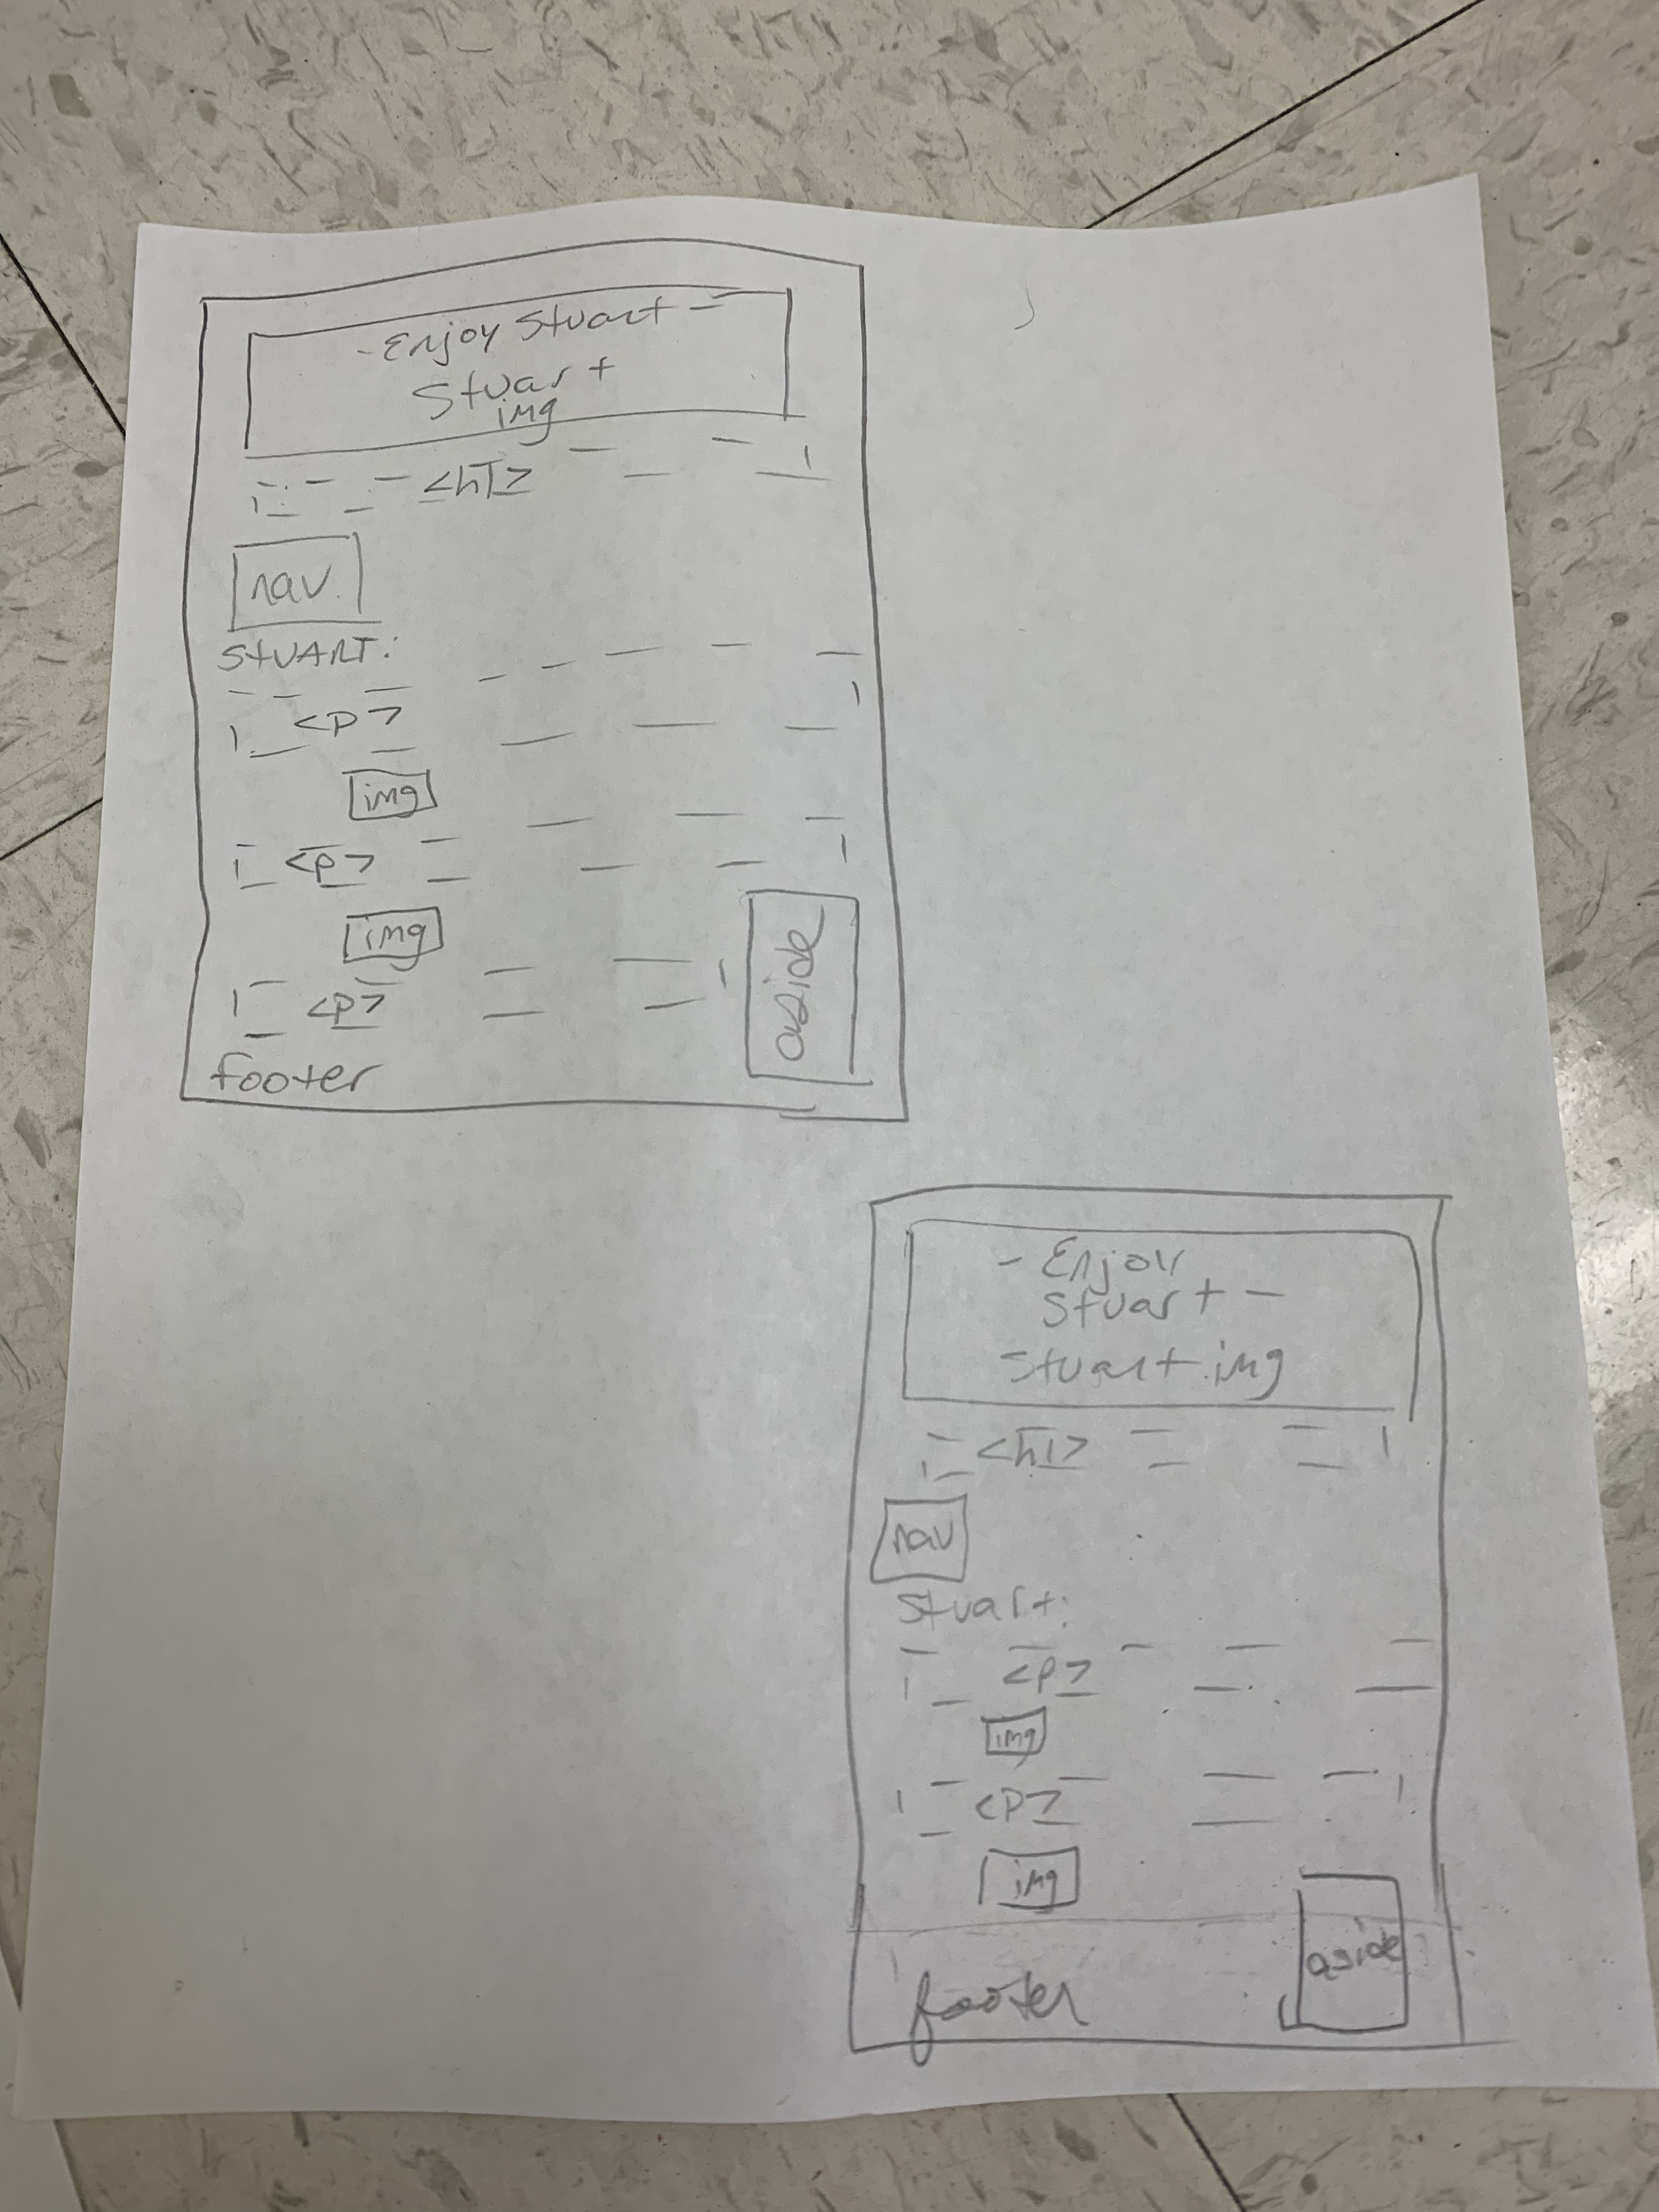 - Enjoy Stuart -
Stuart
img
<h1>
nav
STUART:
<p>
img
<p>
img
<p>
aside
footer
- Enjoy
Stuart -
Stuart img
<h1>
nav
Stuart:
<p>
img
<p>
img
aside
footer